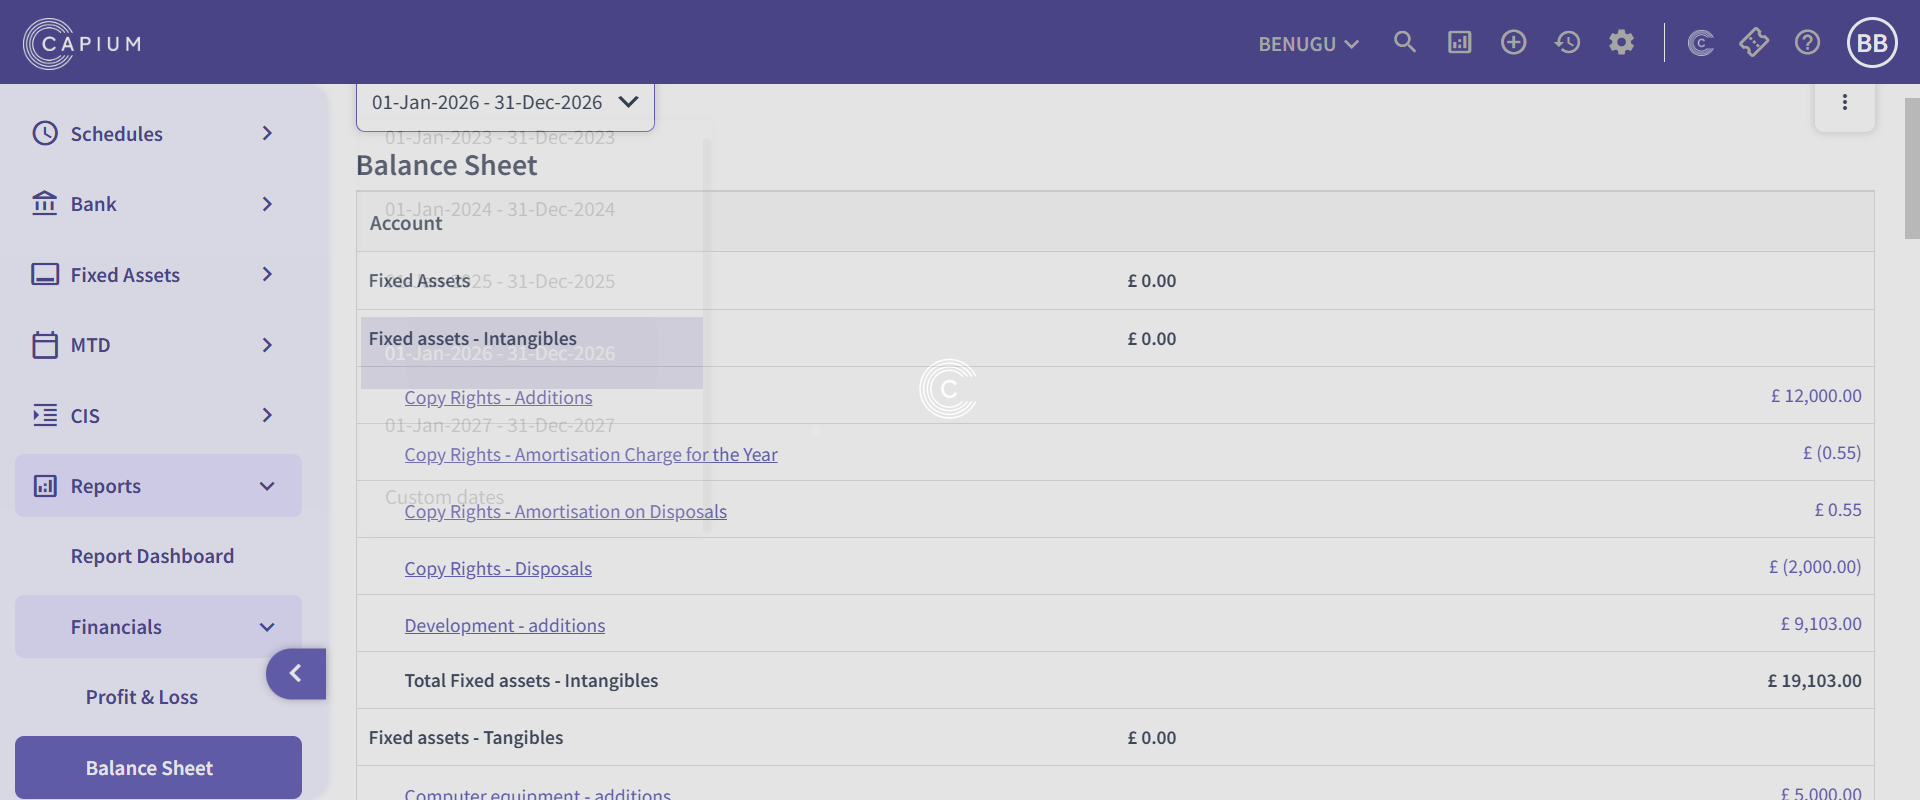 CAPIUM
BENUGU
C
BB
01-Jan-2026 - 31-Dec-2026
Schedules
Bank
Fixed Assets
MTD
CIS
Reports
Report Dashboard
Financials
Profit & Loss
Balance Sheet
01-Jan-2023 - 31-Dec-2023
Balance Sheet
01-Jan-2024 - 31-Dec-2024
Account
01-Jan-2025 - 31-Dec-2025
Fixed Assets £ 0.00
Fixed assets - Intangibles £ 0.00
01-Jan-2026 - 31-Dec-2026
C
Copy Rights - Additions £ 12,000.00
01-Jan-2027 - 31-Dec-2027
Copy Rights - Amortisation Charge for the Year £ (0.55)
Custom dates
Copy Rights - Amortisation on Disposals £ 0.55
Copy Rights - Disposals £ (2,000.00)
Development - additions £ 9,103.00
Total Fixed assets - Intangibles £ 19,103.00
Fixed assets - Tangibles £ 0.00
Computer equipment - additions £ 5,000.00